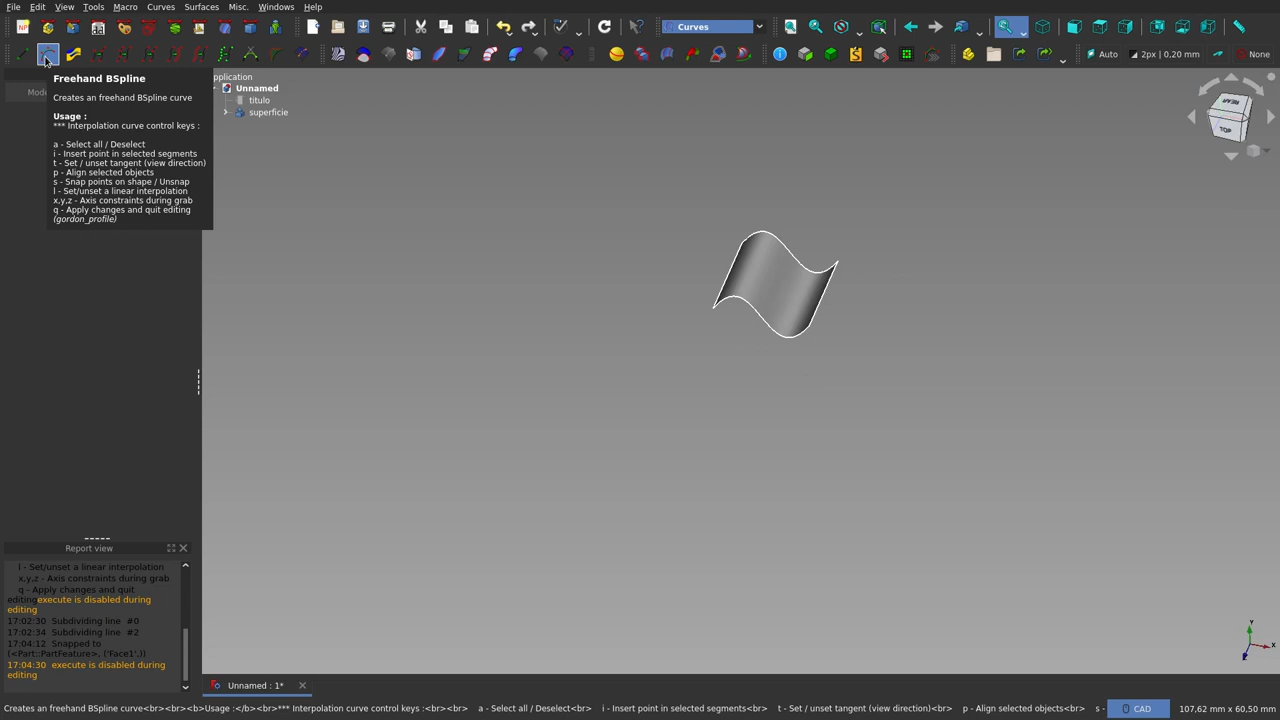 File Edit View Tools Macro Curves Surfaces Misc. Windows Help
Curves
Auto 2px | 0,20 mm None
Freehand BSpline
Creates an freehand BSpline curve
Usage :
*** Interpolation curve control keys :
a - Select all / Deselect
i - Insert point in selected segments
t - Set / unset tangent (view direction)
p - Align selected objects
s - Snap points on shape / Unsnap
l - Set/unset a linear interpolation
x,y,z - Axis constraints during grab
q - Apply changes and quit editing
(gordon_profile)
Mode
pplication
Unnamed
titulo
superficie
REAR
TOP
Y
X
Z
Report view
l - Set/unset a linear interpolation
x,y,z - Axis constraints during grab
q - Apply changes and quit
editingexecute is disabled during
editing
17:02:30 Subdividing line #0
17:02:34 Subdividing line #2
17:04:12 Snapped to
(<Part::PartFeature>, ('Face1',))
17:04:30 execute is disabled during
editing
Unnamed : 1*
Creates an freehand BSpline curve<br><br><b>Usage :</b><br>*** Interpolation curve control keys :<br><br> a - Select all / Deselect<br> i - Insert point in selected segments<br> t - Set / unset tangent (view direction)<br> p - Align selected objects<br> s -
CAD
107,62 mm x 60,50 mm